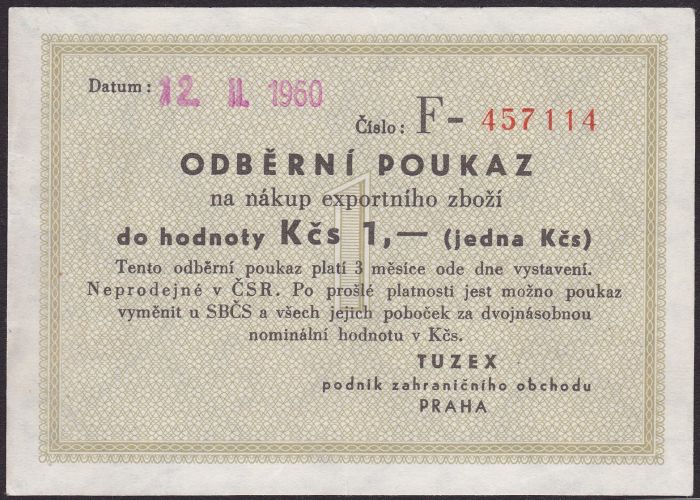 Datum: 12. II. 1960
Číslo: F- 457114
ODBĚRNÍ POUKAZ
na nákup exportního zboží
1
do hodnoty Kčs 1,— (jedna Kčs)
Tento odběrní poukaz platí 3 měsíce ode dne vystavení.
Neprodejné v ČSR. Po prošlé platnosti jest možno poukaz
vyměnit u SBČS a všech jejich poboček za dvojnásobnou
nominální hodnotu v Kčs.
TUZEX
podnik zahraničního obchodu
PRAHA